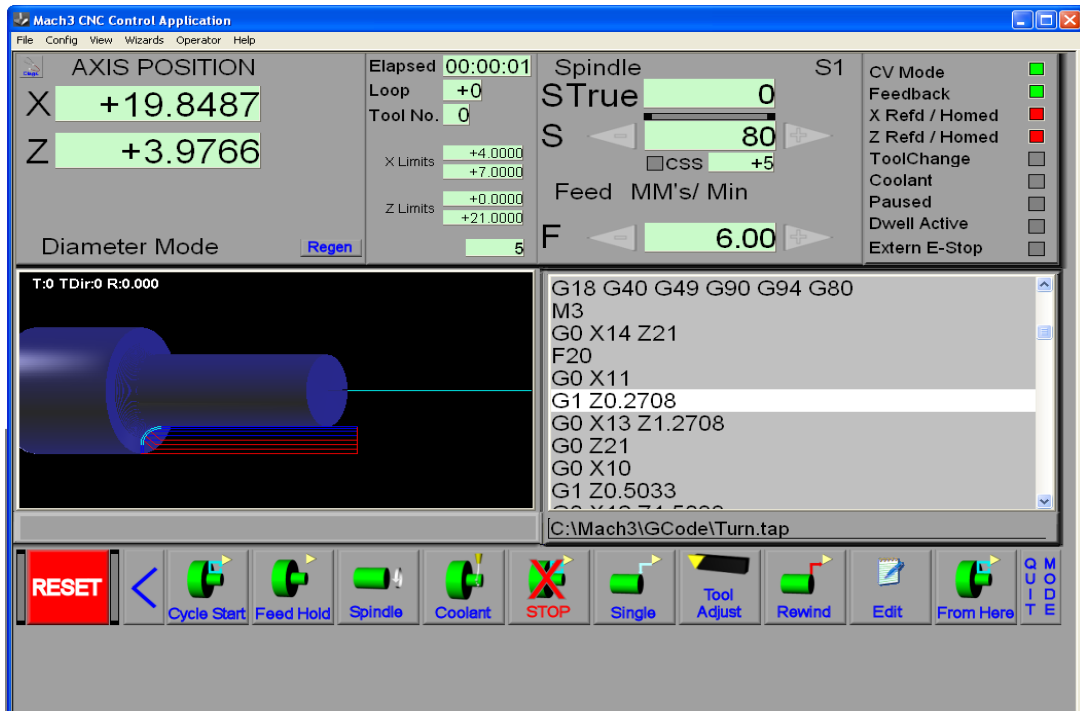 Mach3 CNC Control Application
File Config View Wizards Operator Help
AXIS POSITION
X +19.8487
Z +3.9766
Diameter Mode Regen
Elapsed 00:00:01
Loop +0
Tool No. 0
X Limits +4.0000
+7.0000
Z Limits +0.0000
+21.0000
5
Spindle S1
STrue 0
S 80
CSS +5
Feed MM's/ Min
F 6.00
CV Mode
Feedback
X Refd / Homed
Z Refd / Homed
ToolChange
Coolant
Paused
Dwell Active
Extern E-Stop
T:0 TDir:0 R:0.000
G18 G40 G49 G90 G94 G80
M3
G0 X14 Z21
F20
G0 X11
G1 Z0.2708
G0 X13 Z1.2708
G0 Z21
G0 X10
G1 Z0.5033
C:\Mach3\GCode\Turn.tap
RESET
Cycle Start
Feed Hold
Spindle
Coolant
STOP
Single
Tool
Adjust
Rewind
Edit
From Here
QUIT
MODE